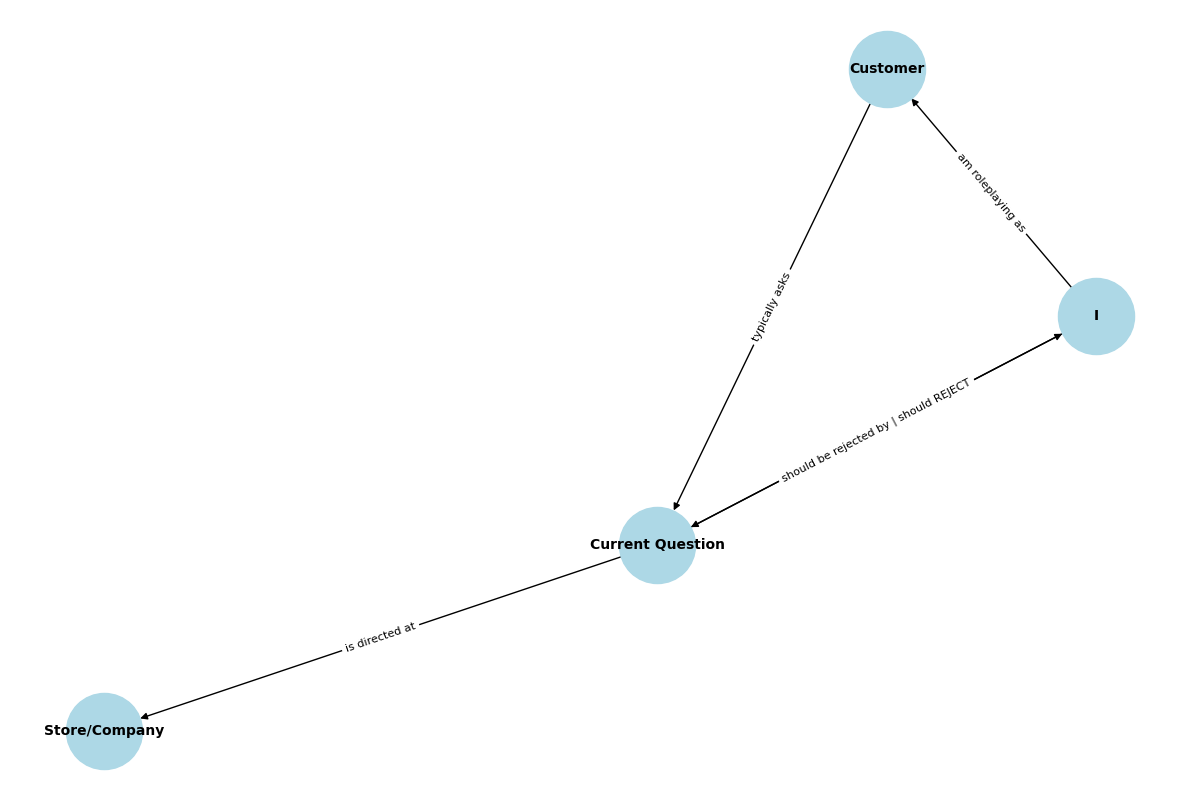 Customer
am roleplaying as
typically asks
I
should be rejected by | should REJECT
Current Question
is directed at
Store/Company